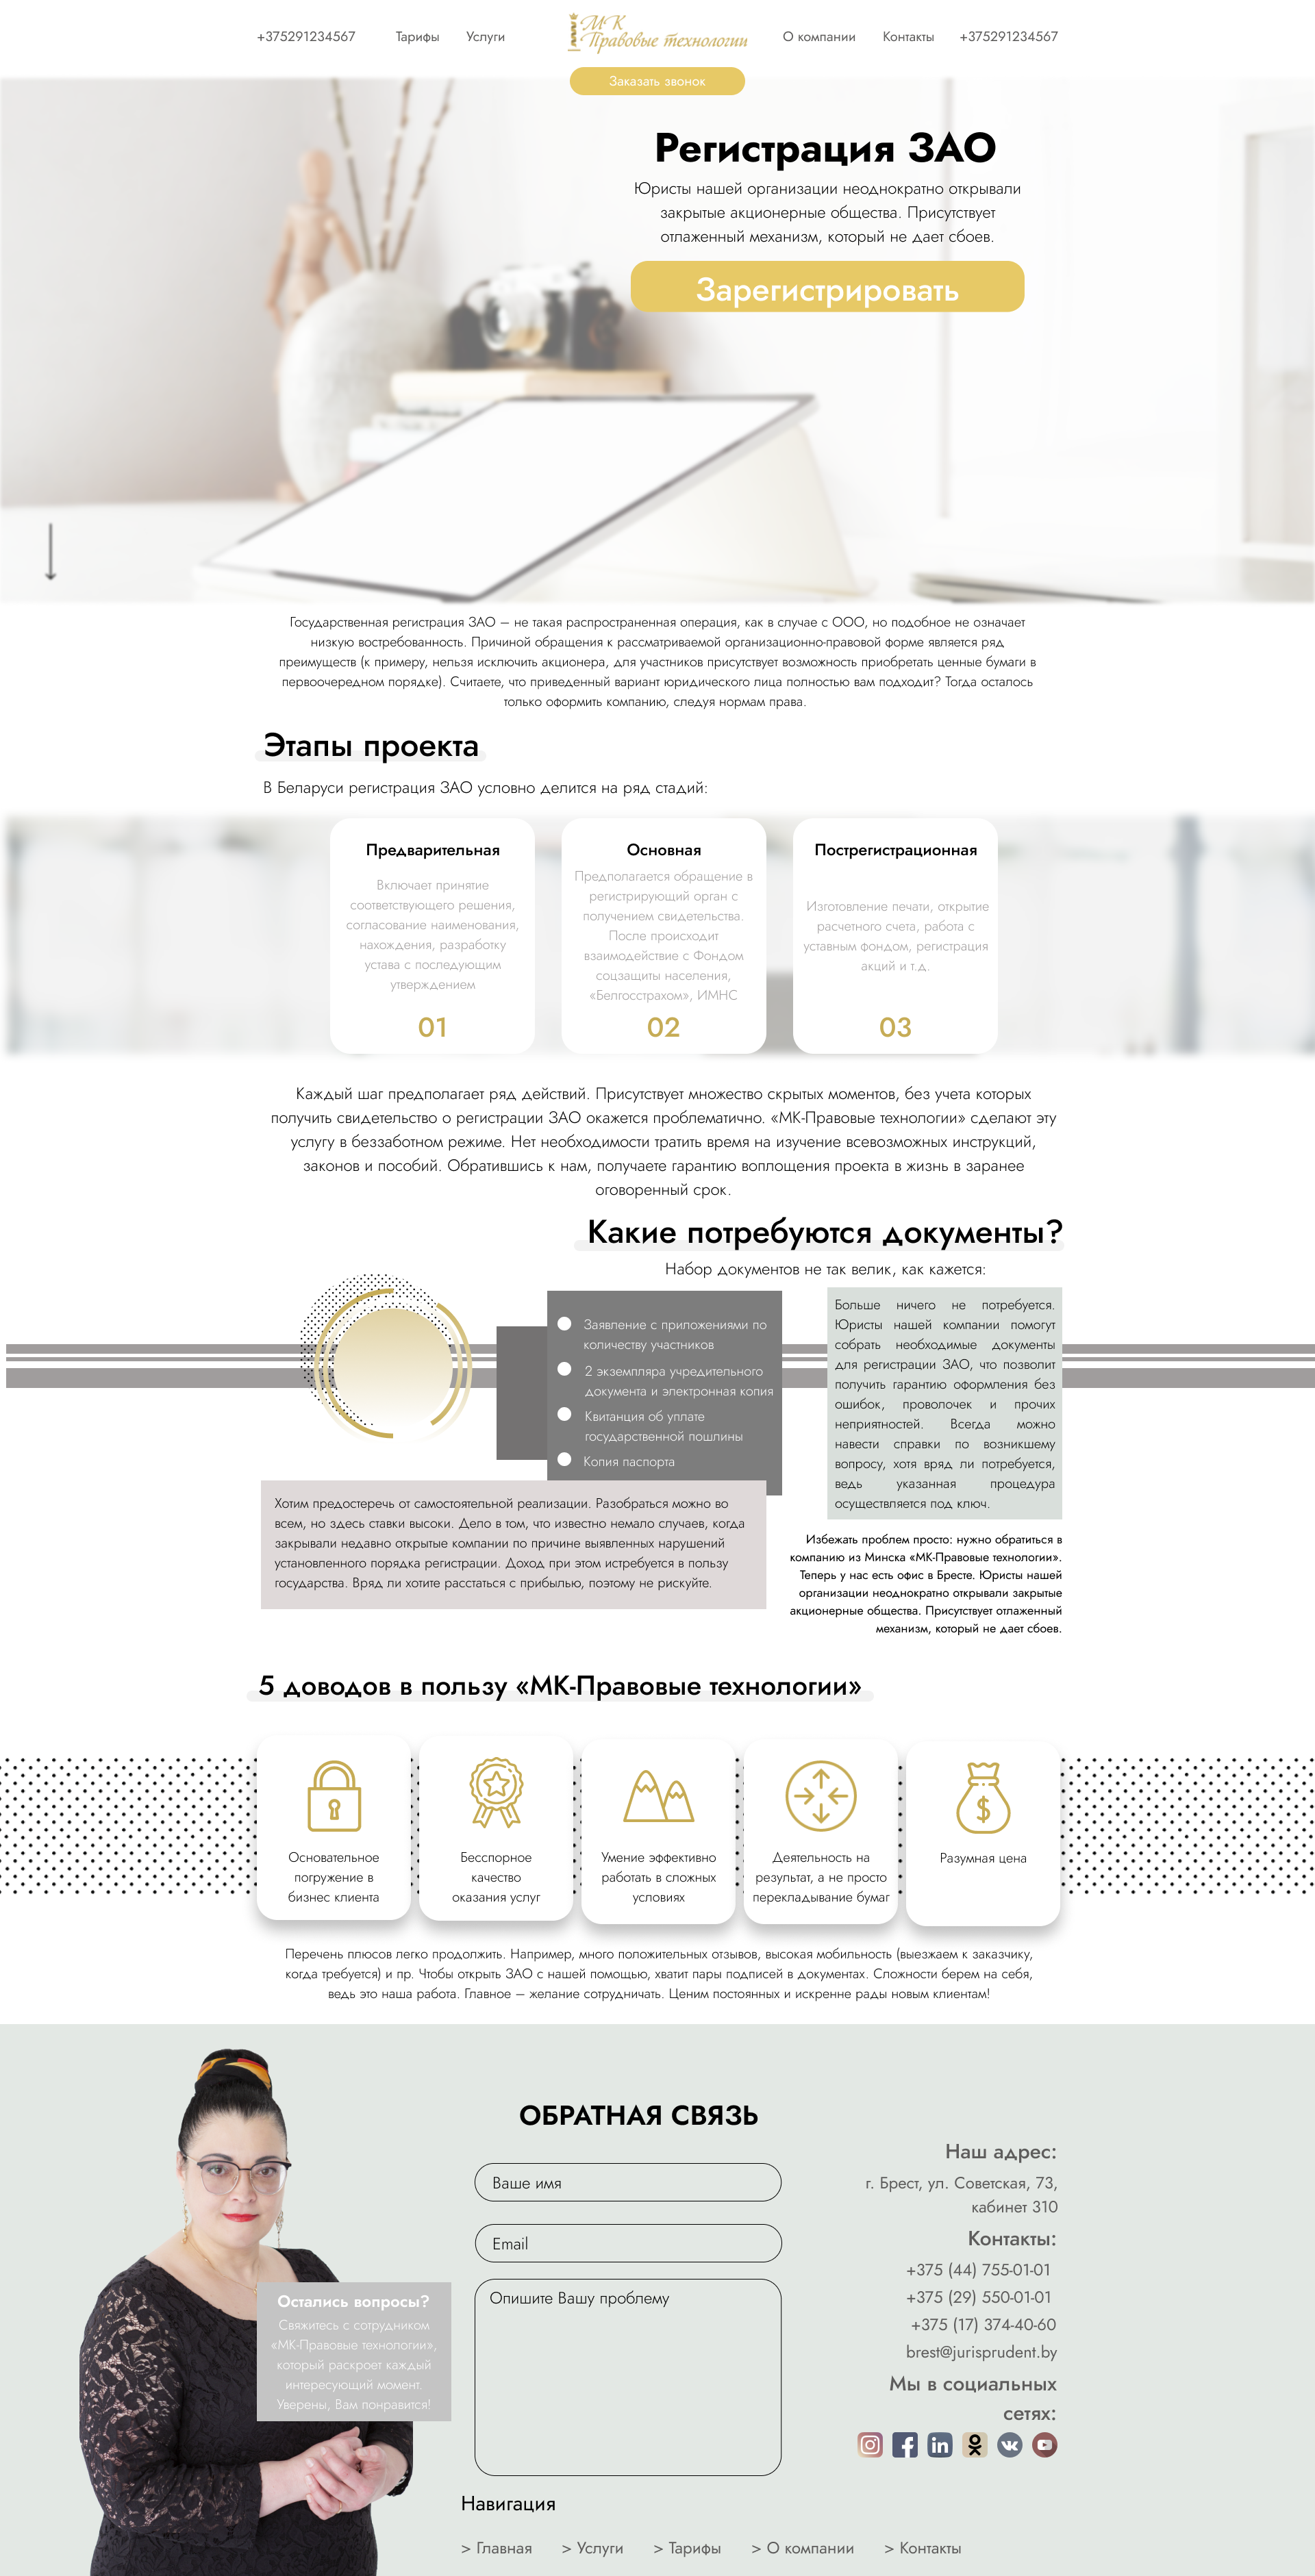 +375291234567
Тарифы
Услуги
МК
Правовые технологии
О компании
Контакты
+375291234567
Заказать звонок
Регистрация ЗАО
Юристы нашей организации неоднократно открывали
закрытые акционерные общества. Присутствует
отлаженный механизм, который не дает сбоев.
Зарегистрировать
Государственная регистрация ЗАО – не такая распространенная операция, как в случае с ООО, но подобное не означает
низкую востребованность. Причиной обращения к рассматриваемой организационно-правовой форме является ряд
преимуществ (к примеру, нельзя исключить акционера, для участников присутствует возможность приобретать ценные бумаги в
первоочередном порядке). Считаете, что приведенный вариант юридического лица полностью вам подходит? Тогда осталось
только оформить компанию, следуя нормам права.
Этапы проекта
В Беларуси регистрация ЗАО условно делится на ряд стадий:
Предварительная
Включает принятие
соответствующего решения,
согласование наименования,
нахождения, разработку
устава с последующим
утверждением
01
Основная
Предполагается обращение в
регистрирующий орган с
получением свидетельства.
После происходит
взаимодействие с Фондом
соцзащиты населения,
«Белгосстрахом», ИМНС
02
Пострегистрационная
Изготовление печати, открытие
расчетного счета, работа с
уставным фондом, регистрация
акций и т.д.
03
Каждый шаг предполагает ряд действий. Присутствует множество скрытых моментов, без учета которых
получить свидетельство о регистрации ЗАО окажется проблематично. «МК-Правовые технологии» сделают эту
услугу в беззаботном режиме. Нет необходимости тратить время на изучение всевозможных инструкций,
законов и пособий. Обратившись к нам, получаете гарантию воплощения проекта в жизнь в заранее
оговоренный срок.
Какие потребуются документы?
Набор документов не так велик, как кажется:
Заявление с приложениями по
количеству участников
2 экземпляра учредительного
документа и электронная копия
Квитанция об уплате
государственной пошлины
Копия паспорта
Больше ничего не потребуется.
Юристы нашей компании помогут
собрать необходимые документы
для регистрации ЗАО, что позволит
получить гарантию оформления без
ошибок, проволочек и прочих
неприятностей. Всегда можно
навести справки по возникшему
вопросу, хотя вряд ли потребуется,
ведь указанная процедура
осуществляется под ключ.
Хотим предостеречь от самостоятельной реализации. Разобраться можно во
всем, но здесь ставки высоки. Дело в том, что известно немало случаев, когда
закрывали недавно открытые компании по причине выявленных нарушений
установленного порядка регистрации. Доход при этом истребуется в пользу
государства. Вряд ли хотите расстаться с прибылью, поэтому не рискуйте.
Избежать проблем просто: нужно обратиться в
компанию из Минска «МК-Правовые технологии».
Теперь у нас есть офис в Бресте. Юристы нашей
организации неоднократно открывали закрытые
акционерные общества. Присутствует отлаженный
механизм, который не дает сбоев.
5 доводов в пользу «МК-Правовые технологии»
Основательное
погружение в
бизнес клиента
Бесспорное
качество
оказания услуг
Умение эффективно
работать в сложных
условиях
Деятельность на
результат, а не просто
перекладывание бумаг
$
Разумная цена
Перечень плюсов легко продолжить. Например, много положительных отзывов, высокая мобильность (выезжаем к заказчику,
когда требуется) и пр. Чтобы открыть ЗАО с нашей помощью, хватит пары подписей в документах. Сложности берем на себя,
ведь это наша работа. Главное – желание сотрудничать. Ценим постоянных и искренне рады новым клиентам!
Остались вопросы?
Свяжитесь с сотрудником
«МК-Правовые технологии»,
который раскроет каждый
интересующий момент.
Уверены, Вам понравится!
ОБРАТНАЯ СВЯЗЬ
Ваше имя
Email
Опишите Вашу проблему
Наш адрес:
г. Брест, ул. Советская, 73,
кабинет 310
Контакты:
+375 (44) 755-01-01
+375 (29) 550-01-01
+375 (17) 374-40-60
brest@jurisprudent.by
Мы в социальных
сетях:
Навигация
> Главная
> Услуги
> Тарифы
> О компании
> Контакты